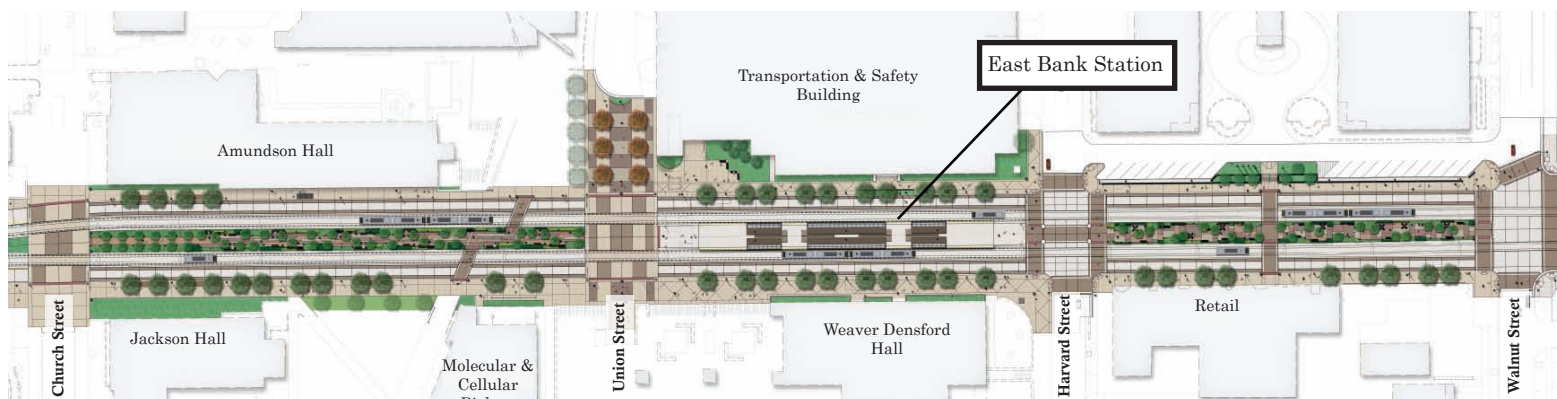 East Bank Station
Transportation & Safety
Building
Amundson Hall
Jackson Hall
Molecular &
Cellular
Weaver Densford
Hall
Retail
Church Street
Union Street
Harvard Street
Walnut Street